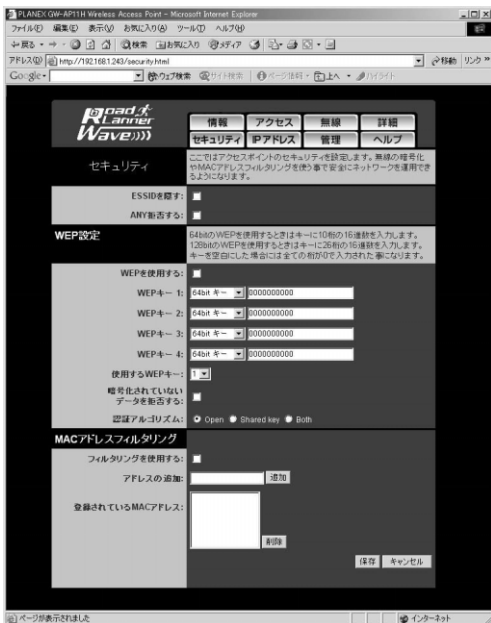 PLANEX GW-AP11H Wireless Access Point - Microsoft Internet Explorer
ファイル(F) 編集(E) 表示(V) お気に入り(A) ツール(T) ヘルプ(H)
戻る 検索 お気に入り メディア
アドレス(D) http://192.168.1.243/security.html 移動 リンク »
Google ウェブ検索 サイト検索 ページ情報 上へ ハイライト
Road & Lanner Wave
情報 アクセス 無線 詳細
セキュリティ IPアドレス 管理 ヘルプ
セキュリティ
ここではアクセスポイントのセキュリティを設定します。無線の暗号化
やMACアドレスフィルタリングを使う事で安全にネットワークを運用でき
るようになります。
ESSIDを隠す:
ANY拒否する:
WEP設定
64bitのWEPを使用するときはキーに10桁の16進数を入力します。
128bitのWEPを使用するときはキーに26桁の16進数を入力します。
キーを空白にした場合には全ての桁が0で入力された事になります。
WEPを使用する:
WEPキー 1: 64bit キー 0000000000
WEPキー 2: 64bit キー 0000000000
WEPキー 3: 64bit キー 0000000000
WEPキー 4: 64bit キー 0000000000
使用するWEPキー: 1
暗号化されていない
データを拒否する:
認証アルゴリズム: Open Shared key Both
MACアドレスフィルタリング
フィルタリングを使用する:
アドレスの追加: 追加
登録されているMACアドレス:
削除
保存 キャンセル
ページが表示されました インターネット